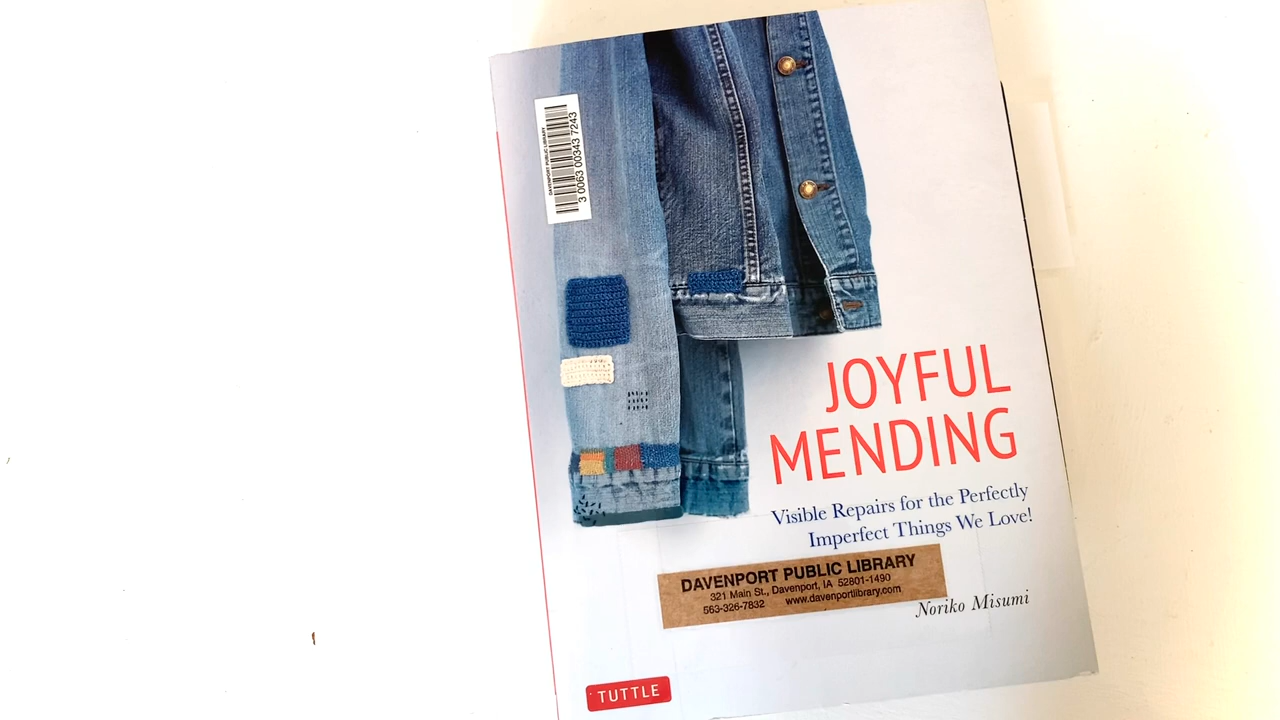 DAVENPORT PUBLIC LIBRARY
3 0063 00343 7243
JOYFUL
MENDING
Visible Repairs for the Perfectly
Imperfect Things We Love!
DAVENPORT PUBLIC LIBRARY
321 Main St., Davenport, IA 52801-1490
563-326-7832 www.davenportlibrary.com
Noriko Misumi
TUTTLE